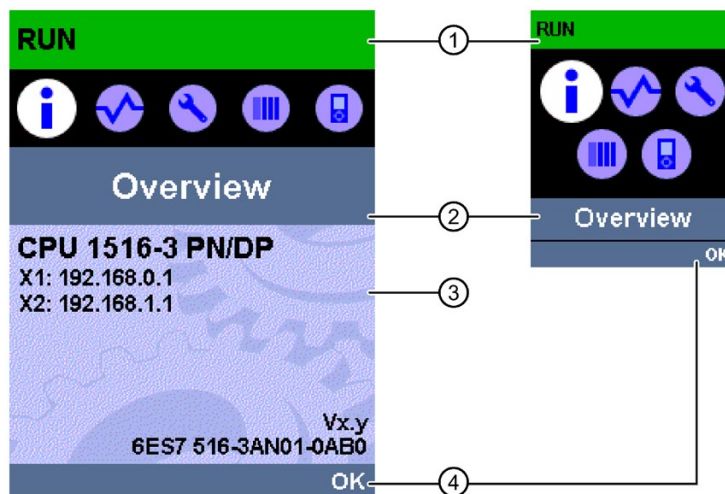 RUN
Overview
CPU 1516-3 PN/DP
X1: 192.168.0.1
X2: 192.168.1.1
Vx.y
6ES7 516-3AN01-0AB0
OK
①
②
③
④
RUN
Overview
OK